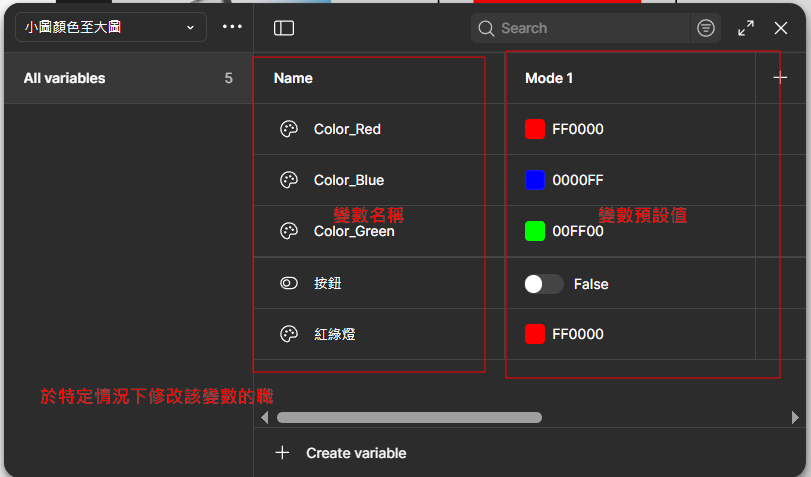 小圖顏色至大圖
Search
All variables 5
Name Mode 1
Color_Red FF0000
Color_Blue 0000FF
變數名稱 變數預設值
Color_Green 00FF00
按鈕 False
紅綠燈 FF0000
於特定情況下修改該變數的職
Create variable